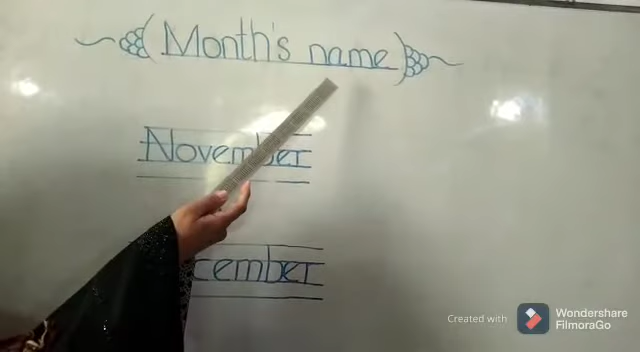 Month's name
November
cember
Created with
Wondershare
FilmoraGo